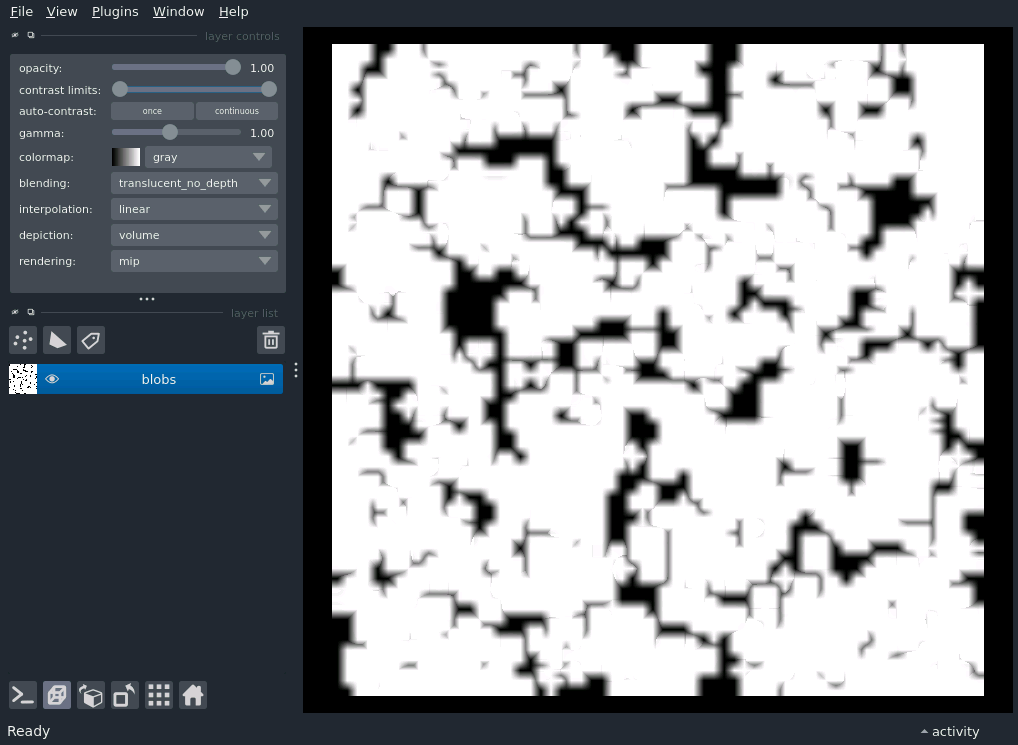 File View Plugins Window Help
layer controls
opacity: 1.00
contrast limits:
auto-contrast: once continuous
gamma: 1.00
colormap: gray
blending: translucent_no_depth
interpolation: linear
depiction: volume
rendering: mip
layer list
blobs
Ready
activity